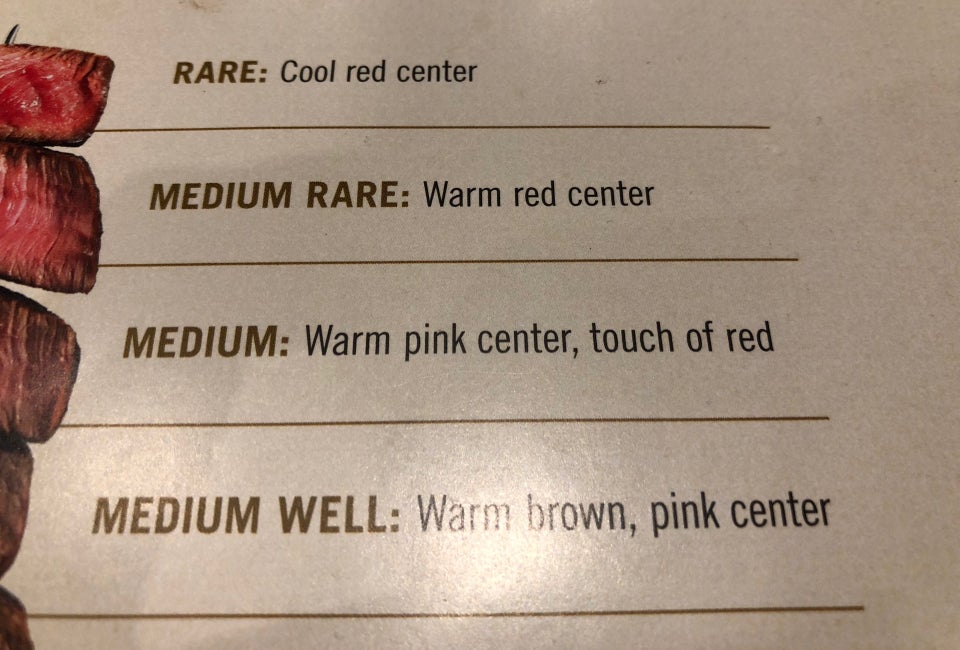 RARE: Cool red center
MEDIUM RARE: Warm red center
MEDIUM: Warm pink center, touch of red
MEDIUM WELL: Warm brown, pink center